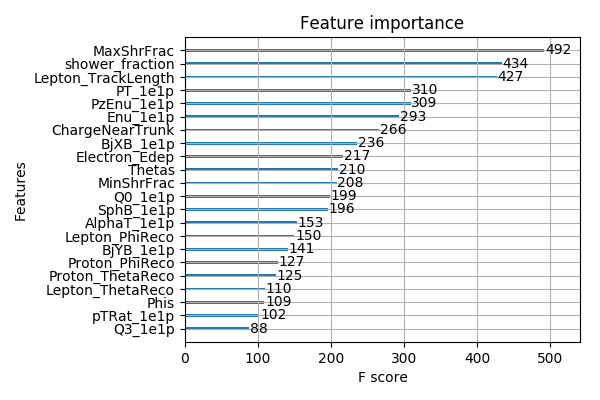 Feature importance
MaxShrFrac 492
shower_fraction 434
Lepton_TrackLength 427
PT_1e1p 310
PzEnu_1e1p 309
Enu_1e1p 293
ChargeNearTrunk 266
BjXB_1e1p 236
Electron_Edep 217
Thetas 210
MinShrFrac 208
Q0_1e1p 199
SphB_1e1p 196
AlphaT_1e1p 153
Lepton_PhiReco 150
BjYB_1e1p 141
Proton_PhiReco 127
Proton_ThetaReco 125
Lepton_ThetaReco 110
Phis 109
pTRat_1e1p 102
Q3_1e1p 88
Features
0 100 200 300 400 500
F score